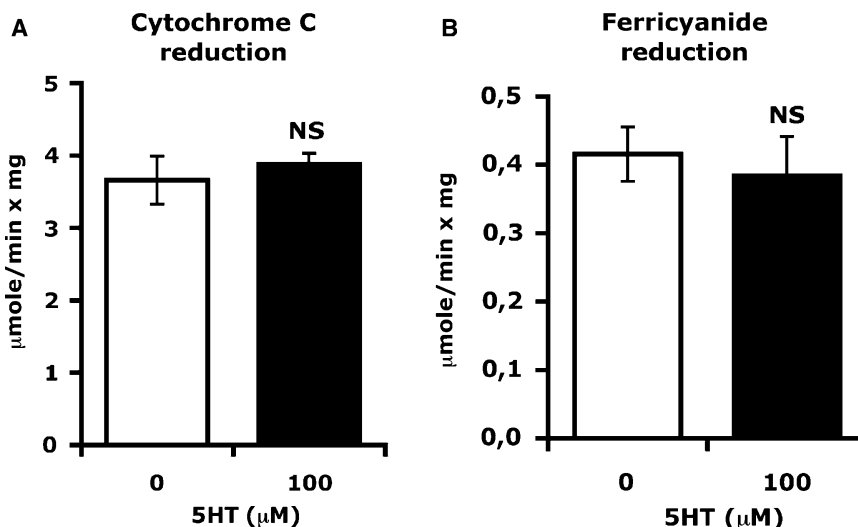 A
Cytochrome C
reduction
μmole/min x mg
5
4
3
2
1
0
NS
0
100
5HT (μM)
B
Ferricyanide
reduction
μmole/min x mg
0,5
0,4
0,3
0,2
0,1
0,0
NS
0
100
5HT (μM)